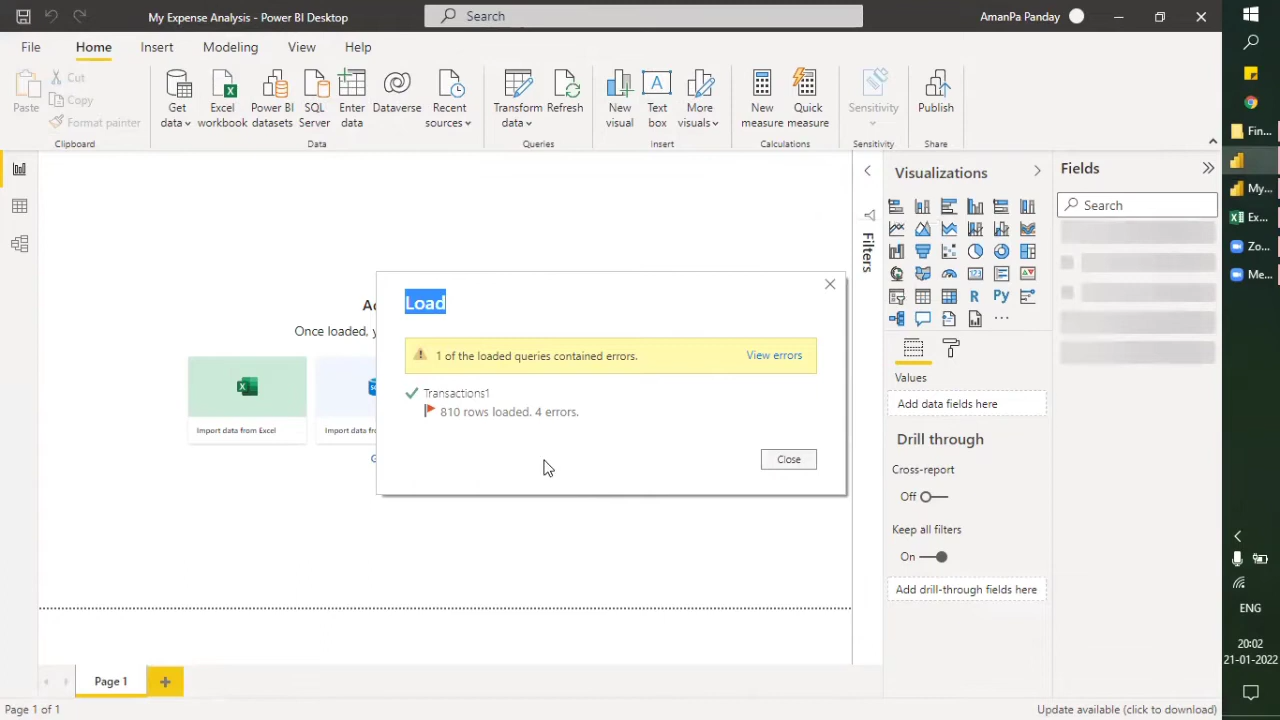 My Expense Analysis - Power BI Desktop
Search
AmanPa Panday
File
Home
Insert
Modeling
View
Help
Paste
Cut
Copy
Format painter
Clipboard
Get data
Excel workbook
Power BI datasets
SQL Server
Enter data
Dataverse
Recent sources
Data
Transform data
Refresh
Queries
New visual
Text box
More visuals
Insert
New measure
Quick measure
Calculations
Sensitivity
Sensitivity
Publish
Share
Fin...
My...
Ex...
Zo...
Me...
Filters
Visualizations
R
Py
Values
Add data fields here
Drill through
Cross-report
Off
Keep all filters
On
Add drill-through fields here
Fields
Search
Once loaded,
Import data from Excel
Load
1 of the loaded queries contained errors.
View errors
Transactions1
810 rows loaded. 4 errors.
Close
Page 1
Page 1 of 1
Update available (click to download)
ENG
20:02
21-01-2022